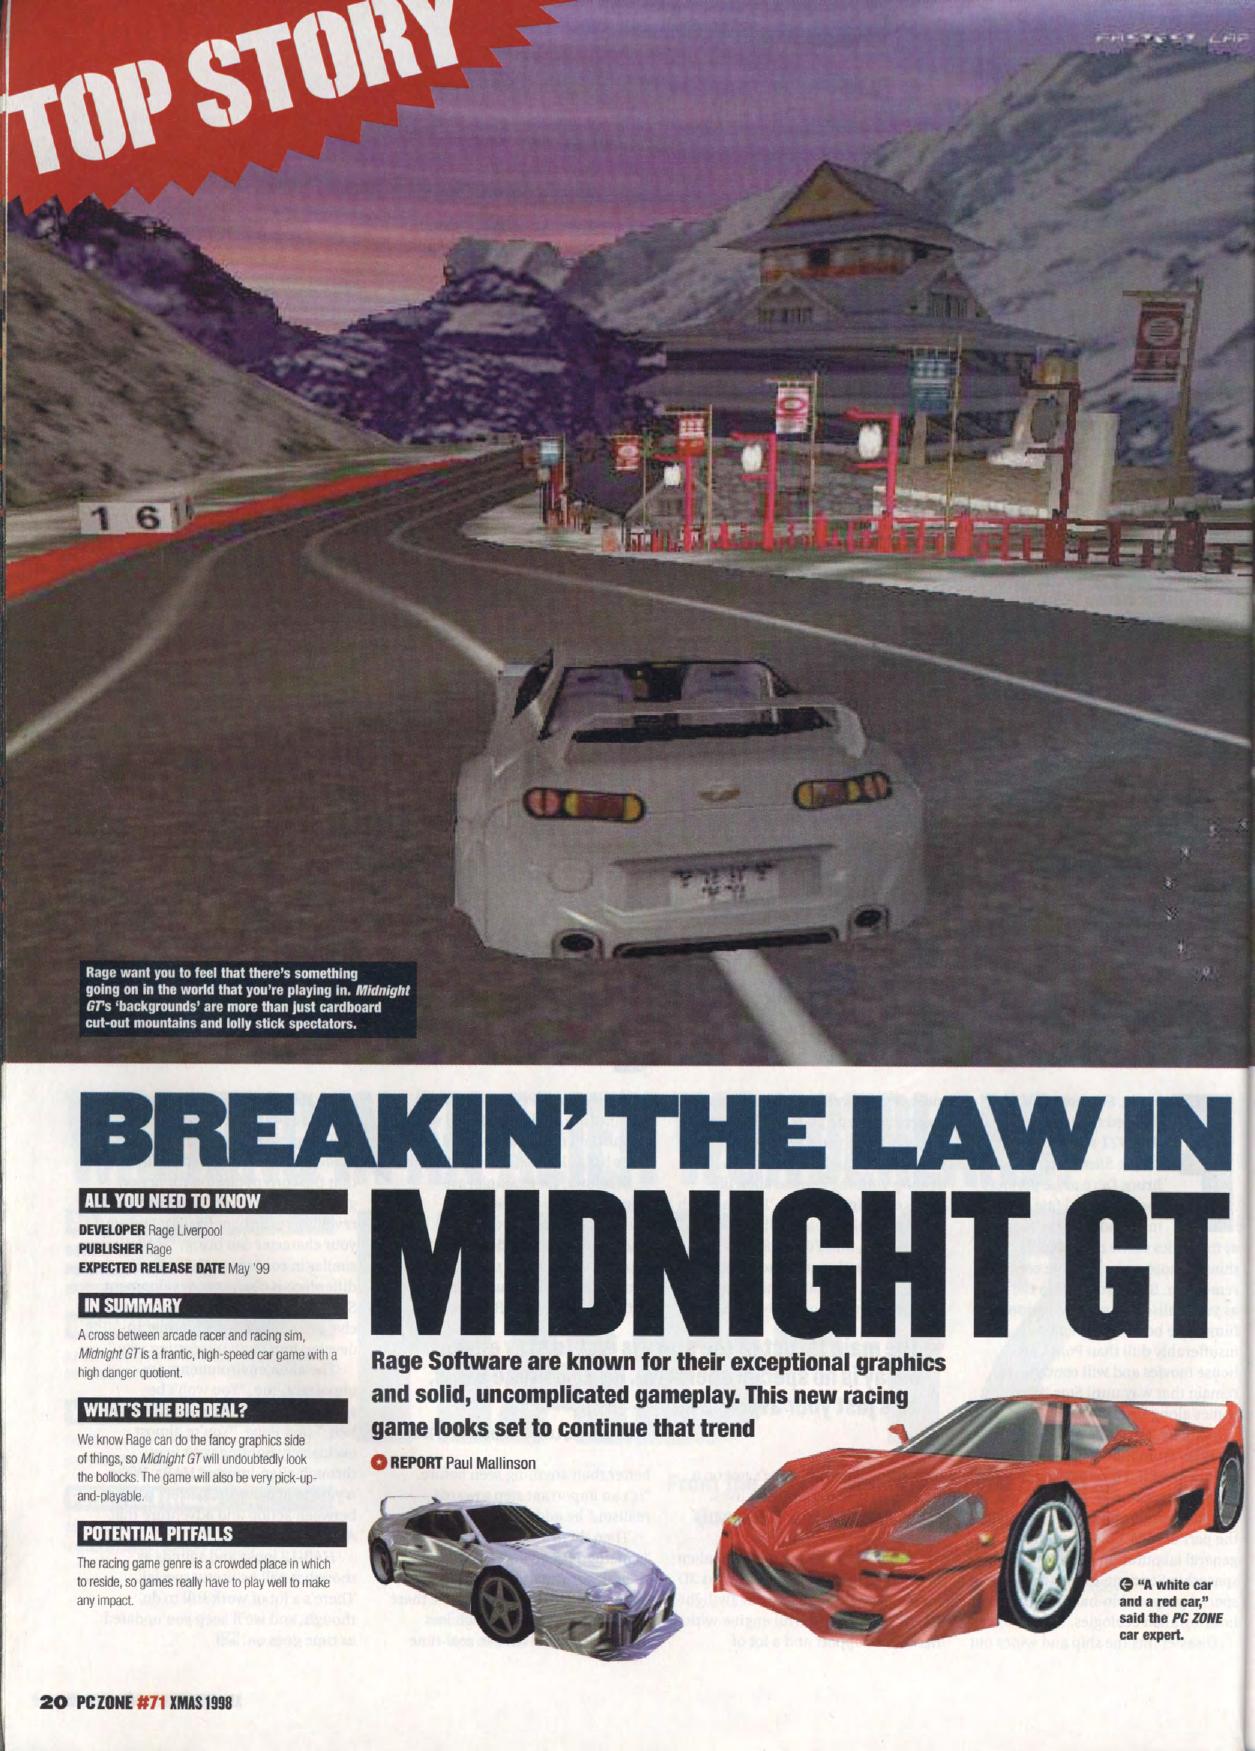 TOP STORY
FASTEST LAP
1 6
Rage want you to feel that there's something
going on in the world that you're playing in. Midnight
GT's 'backgrounds' are more than just cardboard
cut-out mountains and lolly stick spectators.
BREAKIN' THE LAW IN
MIDNIGHT GT
ALL YOU NEED TO KNOW
DEVELOPER Rage Liverpool
PUBLISHER Rage
EXPECTED RELEASE DATE May '99
IN SUMMARY
A cross between arcade racer and racing sim,
Midnight GT is a frantic, high-speed car game with a
high danger quotient.
WHAT'S THE BIG DEAL?
We know Rage can do the fancy graphics side
of things, so Midnight GT will undoubtedly look
the bollocks. The game will also be very pick-up-
and-playable.
POTENTIAL PITFALLS
The racing game genre is a crowded place in which
to reside, so games really have to play well to make
any impact.
Rage Software are known for their exceptional graphics
and solid, uncomplicated gameplay. This new racing
game looks set to continue that trend
REPORT Paul Mallinson
"A white car
and a red car,"
said the PC ZONE
car expert.
20 PC ZONE #71 XMAS 1998